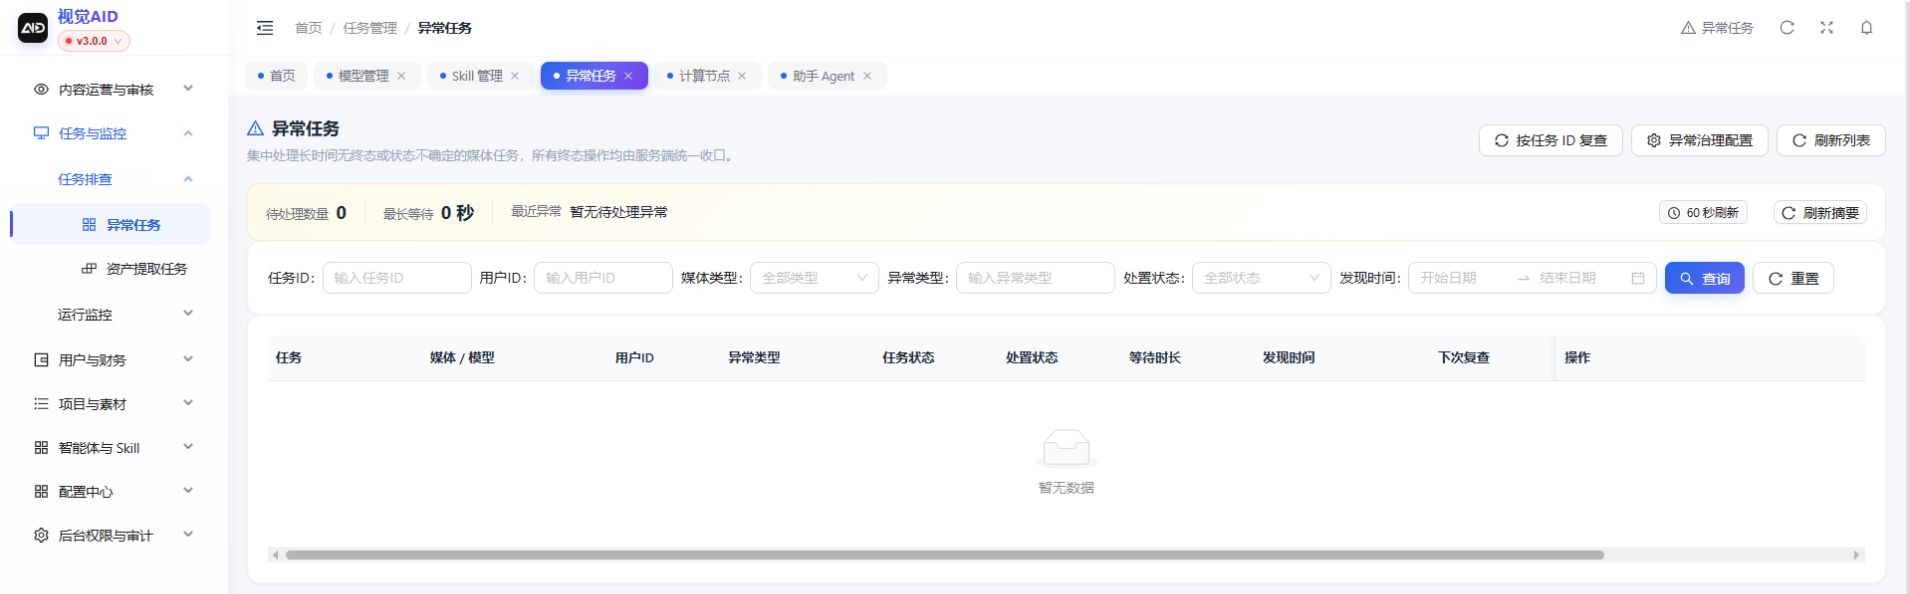 AID
视觉AID
v3.0.0
首页 / 任务管理 / 异常任务
异常任务
首页
模型管理
Skill 管理
异常任务
计算节点
助手 Agent
内容运营与审核
任务与监控
任务排查
异常任务
资产提取任务
运行监控
用户与财务
项目与素材
智能体与 Skill
配置中心
后台权限与审计
异常任务
集中处理长时间无终态或状态不确定的媒体任务，所有终态操作均由服务端统一收口。
按任务 ID 复查
异常治理配置
刷新列表
待处理数量 0
最长等待 0 秒
最近异常 暂无待处理异常
60 秒刷新
刷新摘要
任务ID: 输入任务ID
用户ID: 输入用户ID
媒体类型: 全部类型
异常类型: 输入异常类型
处置状态: 全部状态
发现时间: 开始日期 → 结束日期
查询
重置
任务 媒体 / 模型 用户ID 异常类型 任务状态 处置状态 等待时长 发现时间 下次复查 操作
暂无数据